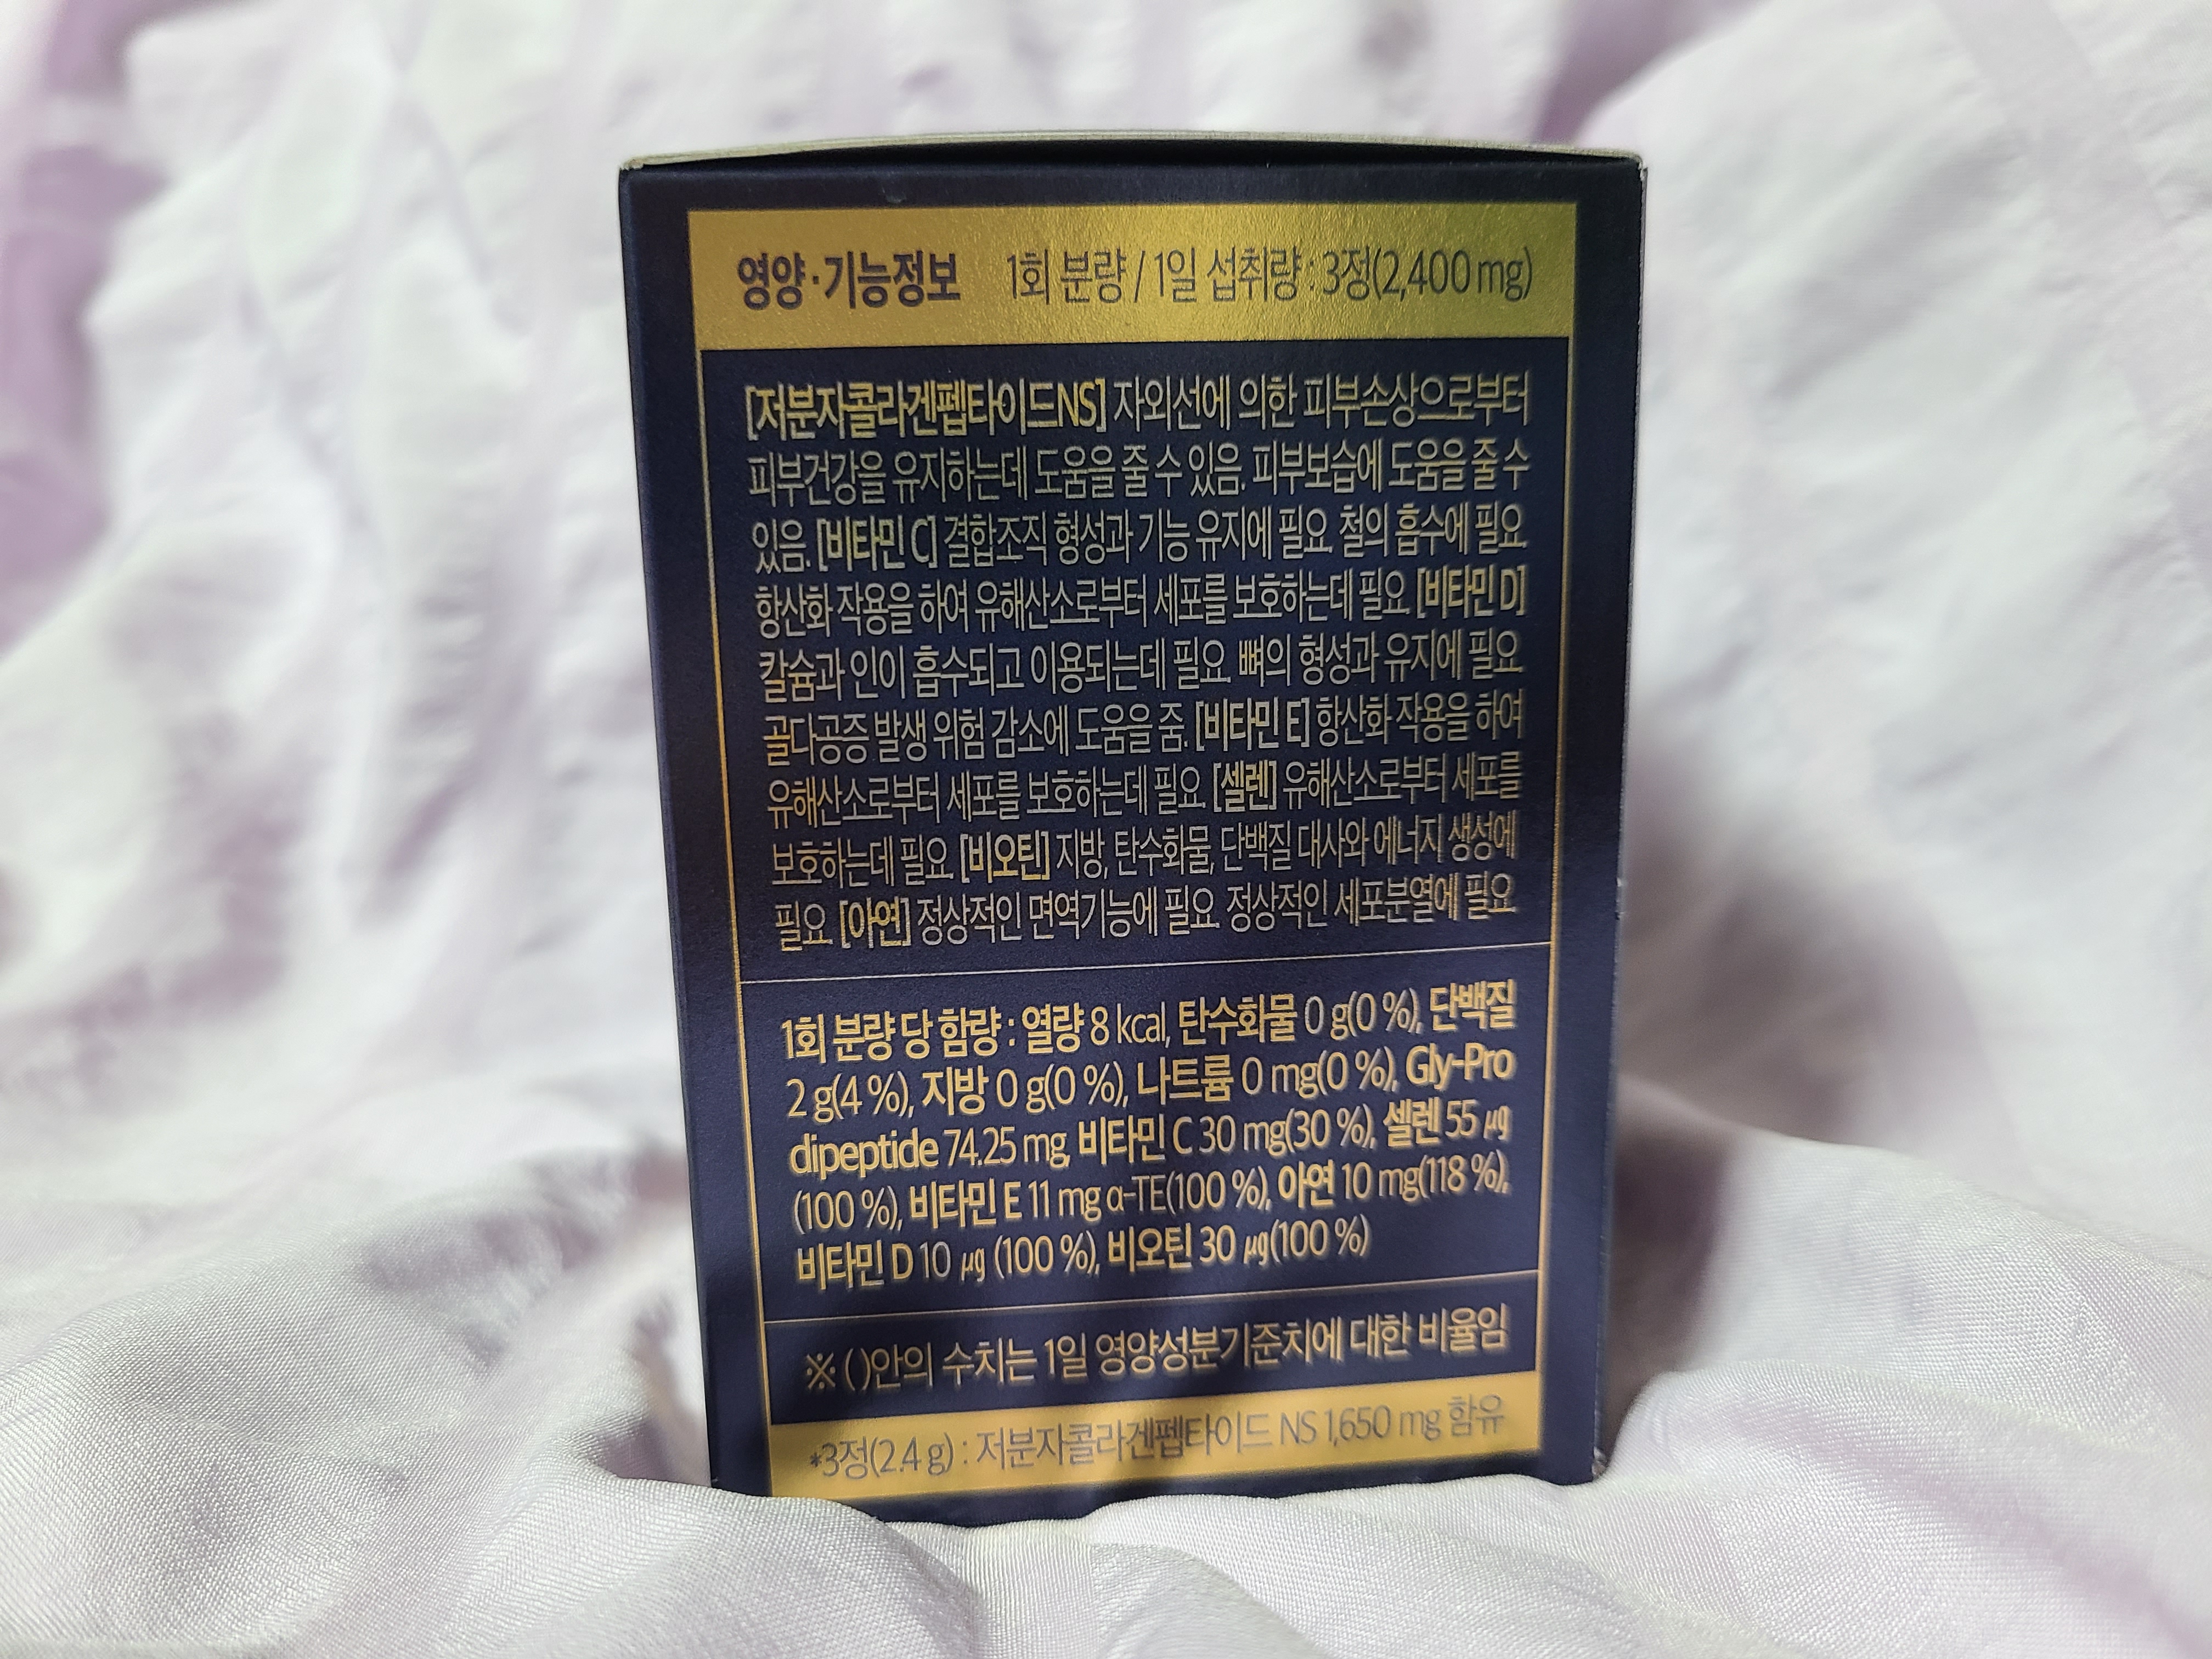 영양·기능정보 1회 분량 / 1일 섭취량 : 3정(2,400 mg)
[저분자콜라겐펩타이드NS] 자외선에 의한 피부손상으로부터
피부건강을 유지하는데 도움을 줄 수 있음. 피부보습에 도움을 줄 수
있음. [비타민 C] 결합조직 형성과 기능 유지에 필요. 철의 흡수에 필요.
항산화 작용을 하여 유해산소로부터 세포를 보호하는데 필요. [비타민 D]
칼슘과 인이 흡수되고 이용되는데 필요. 뼈의 형성과 유지에 필요.
골다공증 발생 위험 감소에 도움을 줌. [비타민 E] 항산화 작용을 하여
유해산소로부터 세포를 보호하는데 필요. [셀렌] 유해산소로부터 세포를
보호하는데 필요. [비오틴] 지방, 탄수화물, 단백질 대사와 에너지 생성에
필요. [아연] 정상적인 면역기능에 필요. 정상적인 세포분열에 필요.
1회 분량 당 함량 : 열량 8 kcal, 탄수화물 0 g(0 %), 단백질
2 g(4 %), 지방 0 g(0 %), 나트륨 0 mg(0 %), Gly-Pro
dipeptide 74.25 mg, 비타민 C 30 mg(30 %), 셀렌 55 ㎍
(100 %), 비타민 E 11 mg α-TE(100 %), 아연 10 mg(118 %),
비타민 D 10 ㎍ (100 %), 비오틴 30 ㎍(100 %)
※ ( )안의 수치는 1일 영양성분기준치에 대한 비율임
*3정(2.4 g) : 저분자콜라겐펩타이드 NS 1,650 mg 함유